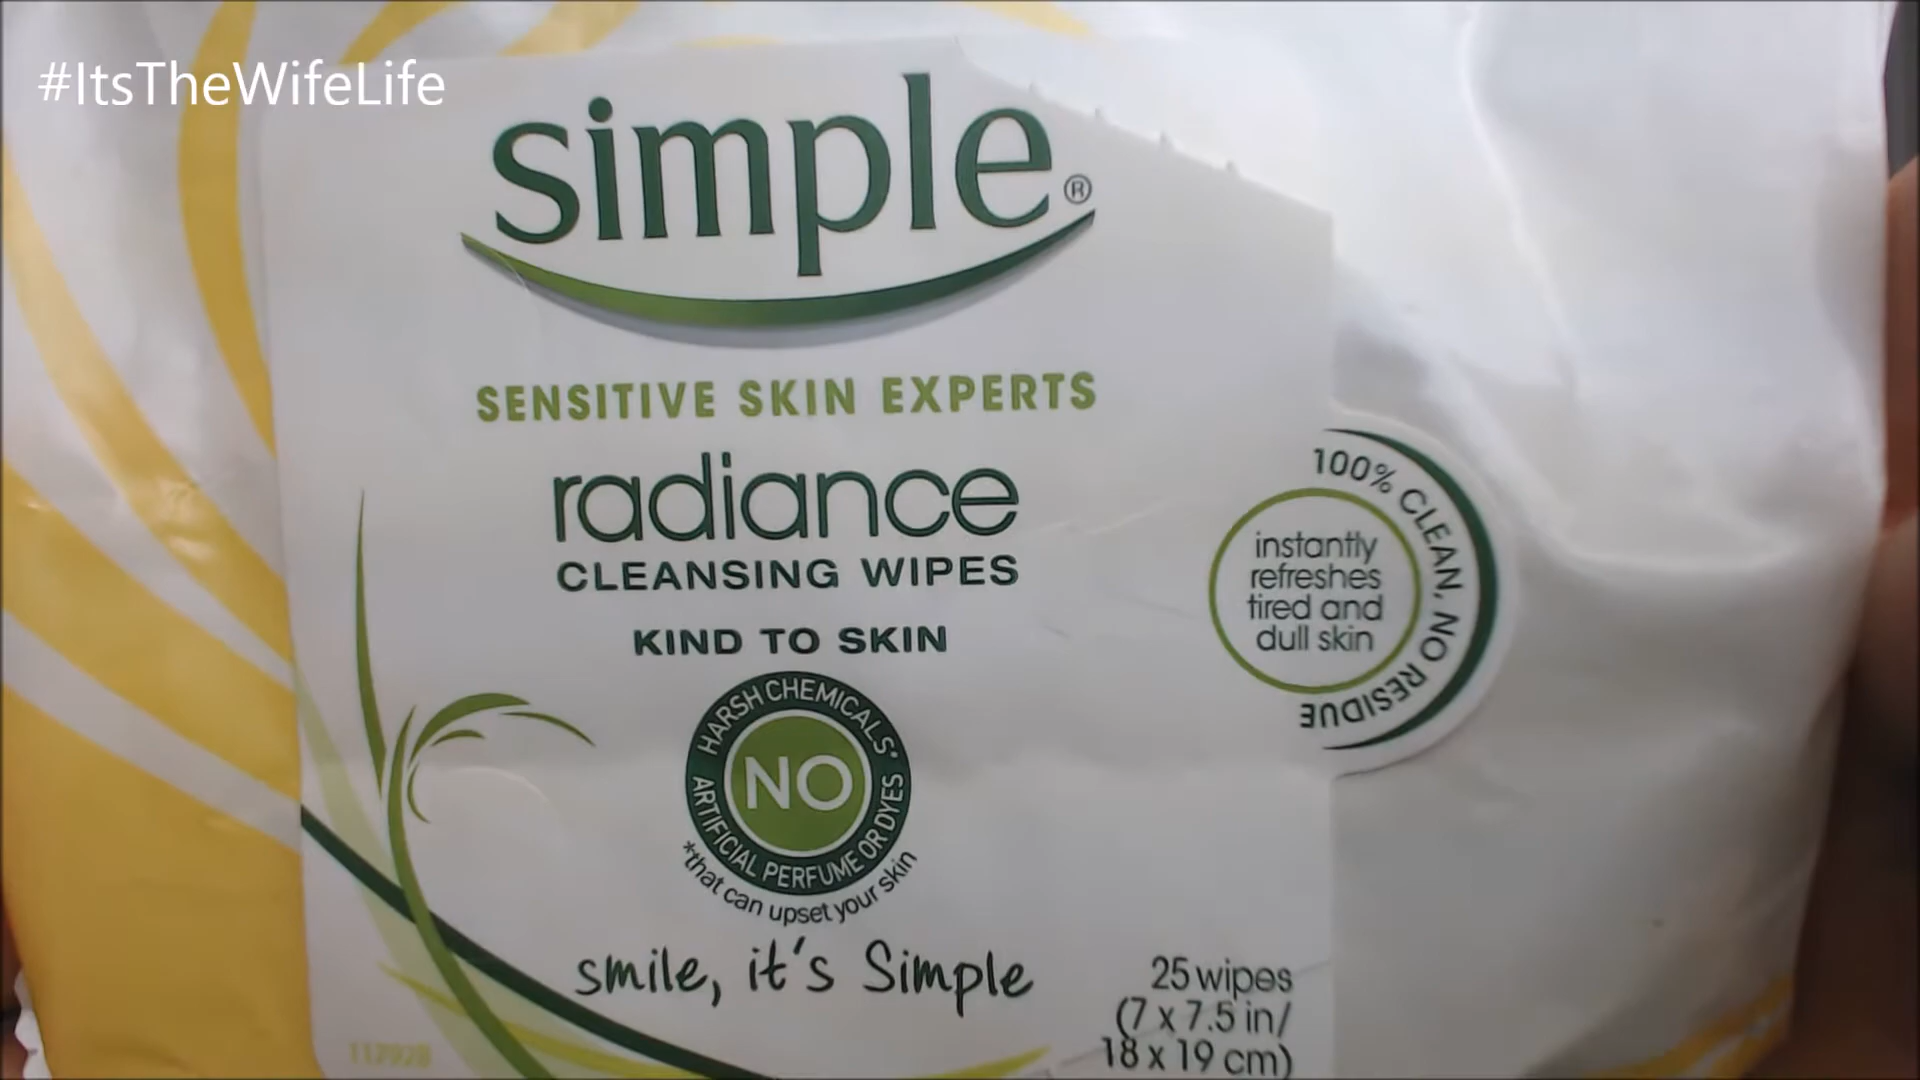 #ItsTheWifeLife
simple®
SENSITIVE SKIN EXPERTS
radiance
CLEANSING WIPES
KIND TO SKIN
HARSH CHEMICALS*
NO
ARTIFICIAL PERFUME OR DYES
*that can upset your skin
smile, it's Simple
100% CLEAN, NO RESIDUE
instantly
refreshes
tired and
dull skin
25 wipes
(7 x 7.5 in/
18 x 19 cm)